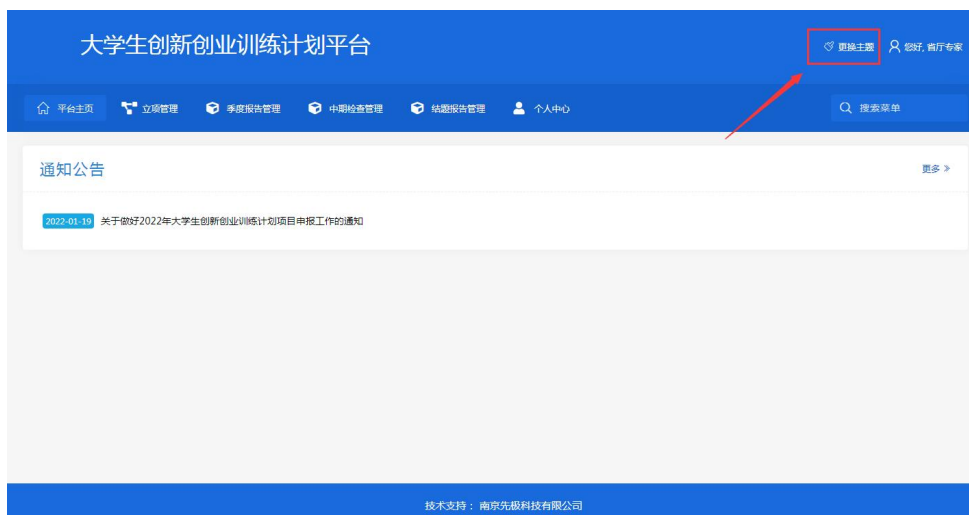 大学生创新创业训练计划平台
更换主题 您好, 省厅专家
平台主页 立项管理 季度报告管理 中期检查管理 结题报告管理 个人中心 搜索菜单
通知公告 更多 》
2022-01-19 关于做好2022年大学生创新创业训练计划项目申报工作的通知
技术支持： 南京先极科技有限公司